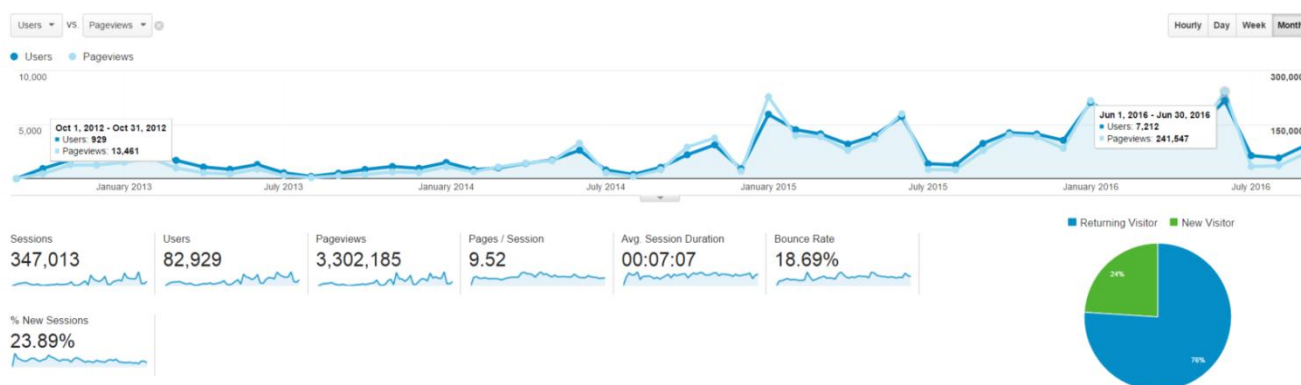 Users VS. Pageviews
Hourly Day Week Month
Users Pageviews
10,000 300,000
5,000 150,000
Oct 1, 2012 - Oct 31, 2012
Users: 929
Pageviews: 13,461
Jun 1, 2016 - Jun 30, 2016
Users: 7,212
Pageviews: 241,547
January 2013 July 2013 January 2014 July 2014 January 2015 July 2015 January 2016 July 2016
Returning Visitor New Visitor
Sessions Users Pageviews Pages / Session Avg. Session Duration Bounce Rate
347,013 82,929 3,302,185 9.52 00:07:07 18.69%
24%
76%
% New Sessions
23.89%